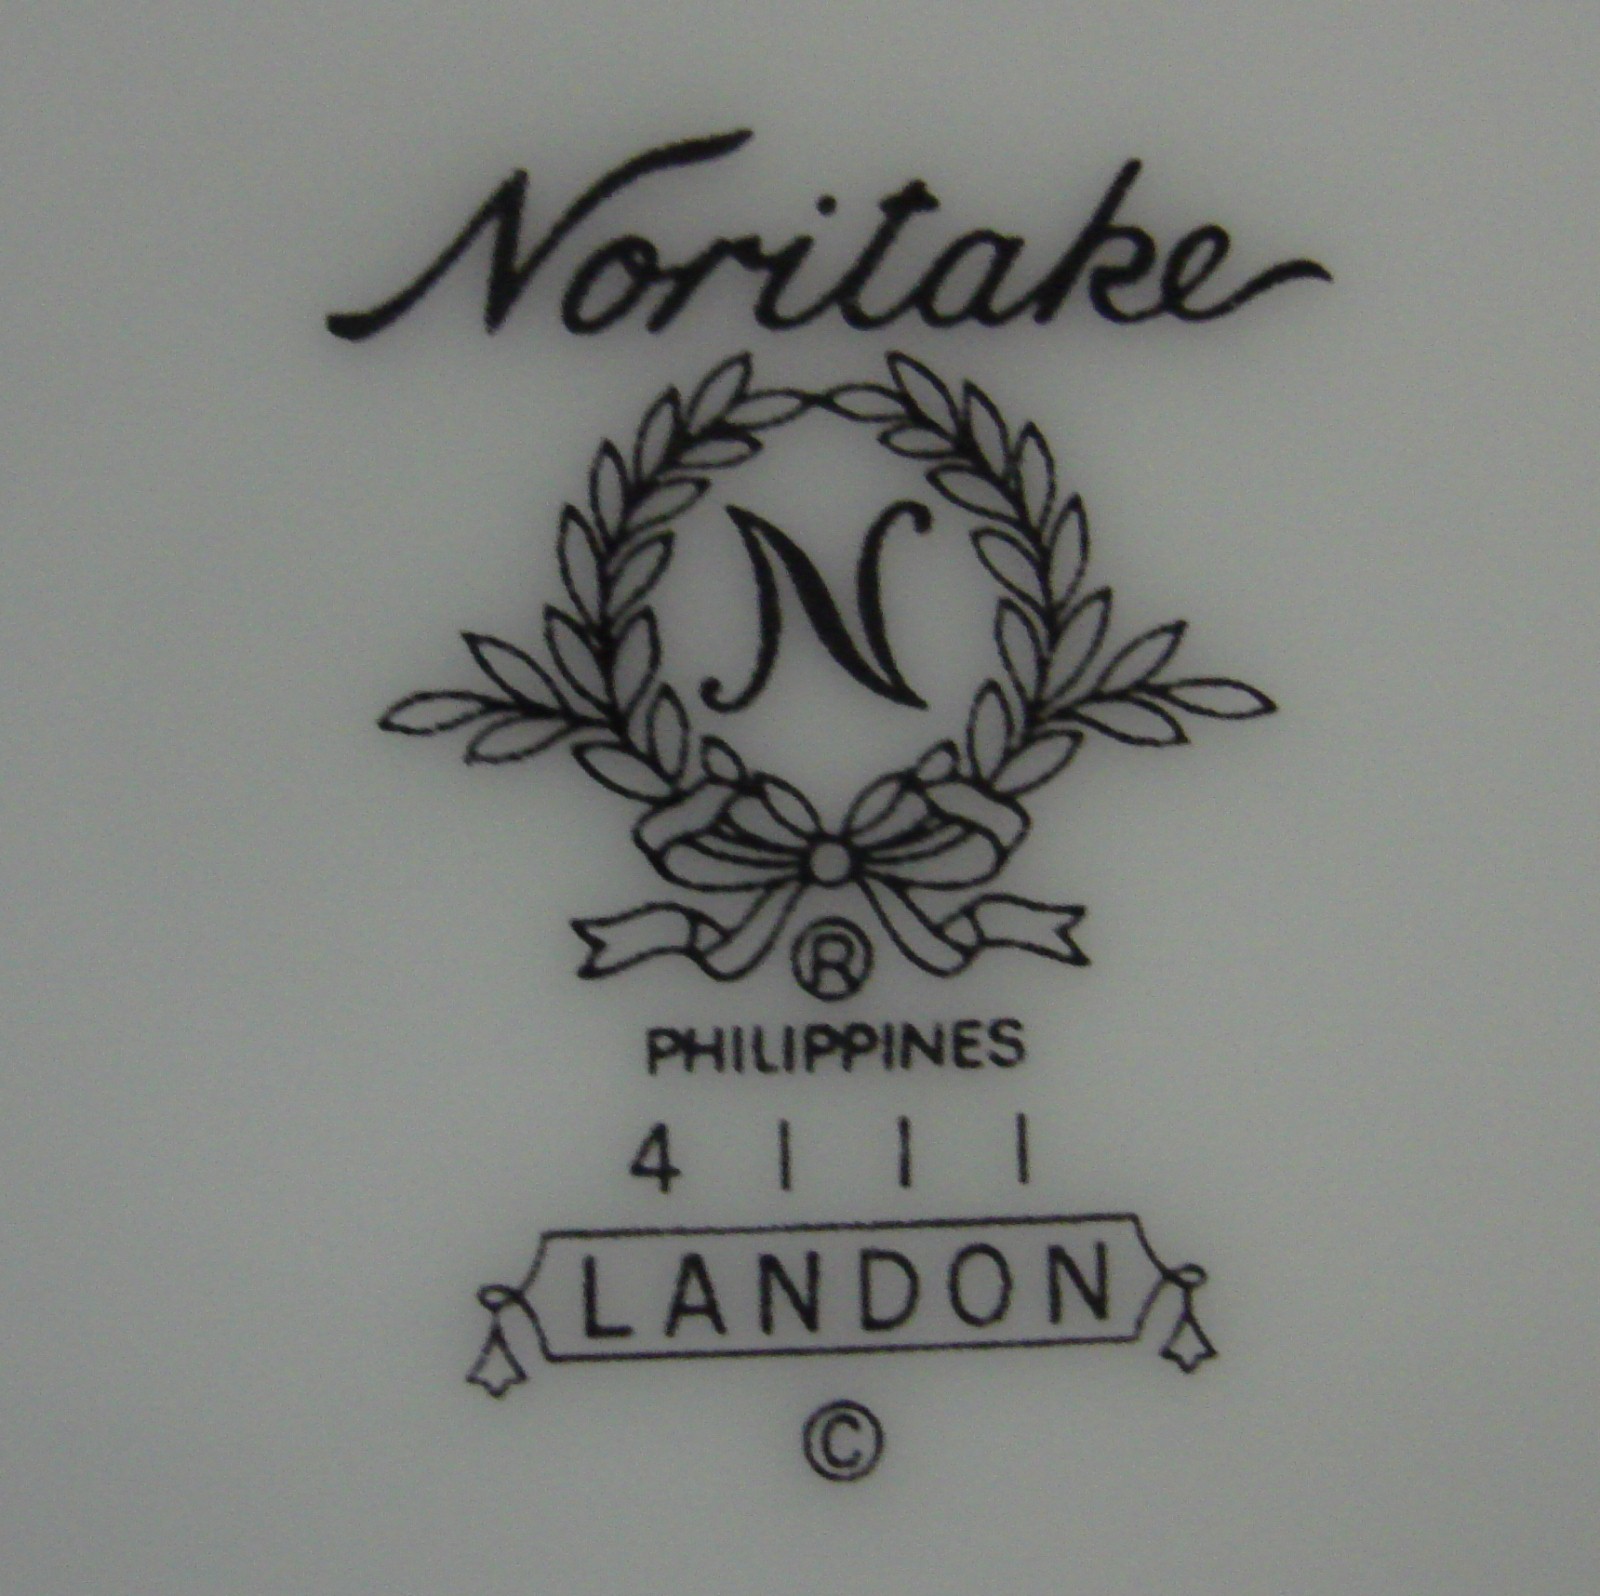 Noritake
N
®
PHILIPPINES
4111
LANDON
©